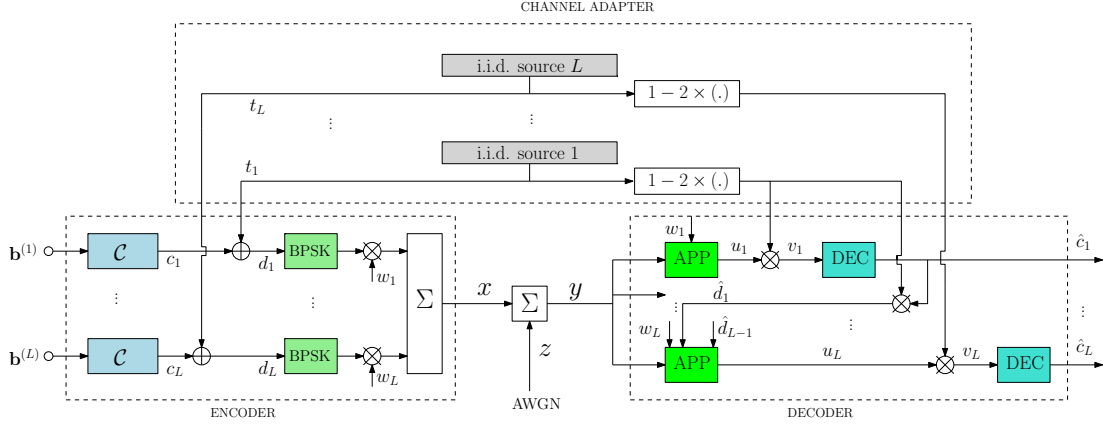 CHANNEL ADAPTER
i.i.d. source L
t_L
1 − 2 × (.)
⋮ ⋮
i.i.d. source 1
t_1
1 − 2 × (.)
b^(1) 𝒞 c_1 d_1 BPSK w_1
w_1 APP u_1 v_1 DEC ĉ_1
⋮ ⋮ Σ x Σ y d̂_1 ⋮ ⋮ ⋮
z
b^(L) 𝒞 c_L d_L BPSK w_L
w_L d̂_{L−1} APP u_L v_L DEC ĉ_L
AWGN
ENCODER
DECODER